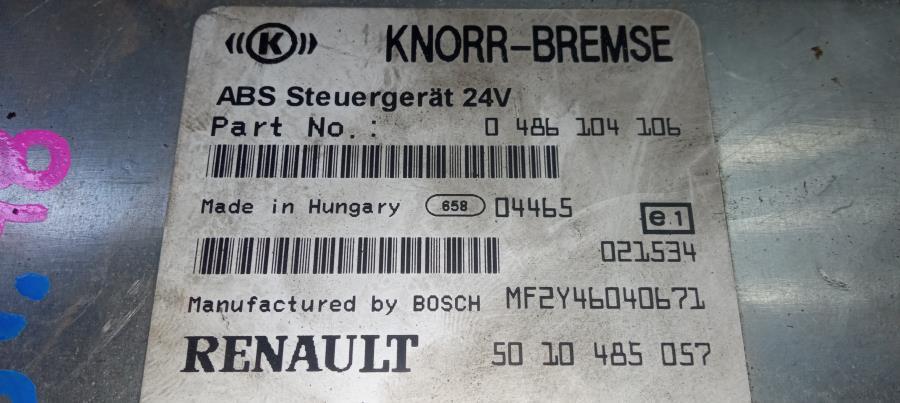 ((K)) KNORR-BREMSE
ABS Steuergerät 24V
Part No.: 0 486 104 106
Made in Hungary 658 04465 e1
021534
Manufactured by BOSCH MF2Y46040671
RENAULT 50 10 485 057